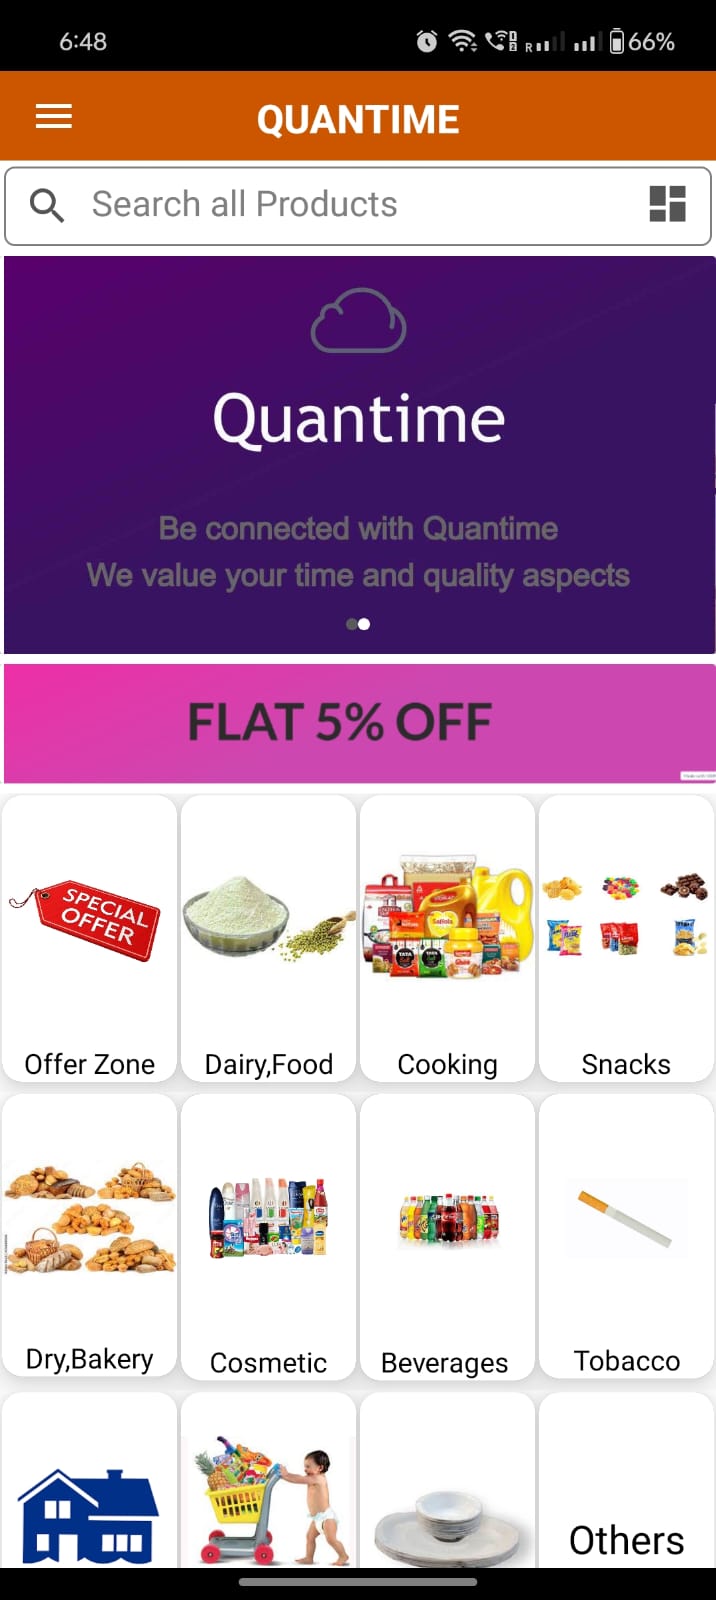 6:48
R
66%
QUANTIME
Search all Products
Quantime
Be connected with Quantime
We value your time and quality aspects
FLAT 5% OFF
SPECIAL
OFFER
Offer Zone
Dairy,Food
Cooking
Snacks
Dry,Bakery
Cosmetic
Beverages
Tobacco
Others